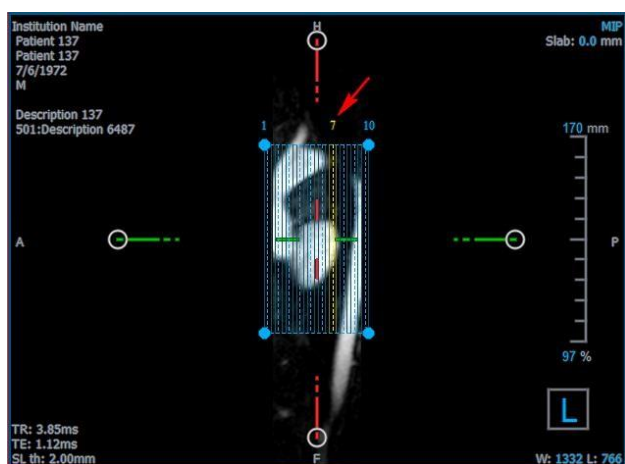 Institution Name
Patient 137
Patient 137
7/6/1972
M
Description 137
501:Description 6487
H
MIP
Slab: 0.0 mm
1
7
10
170 mm
A
P
97 %
L
TR: 3.85ms
TE: 1.12ms
SL th: 2.00mm
F
W: 1332 L: 766